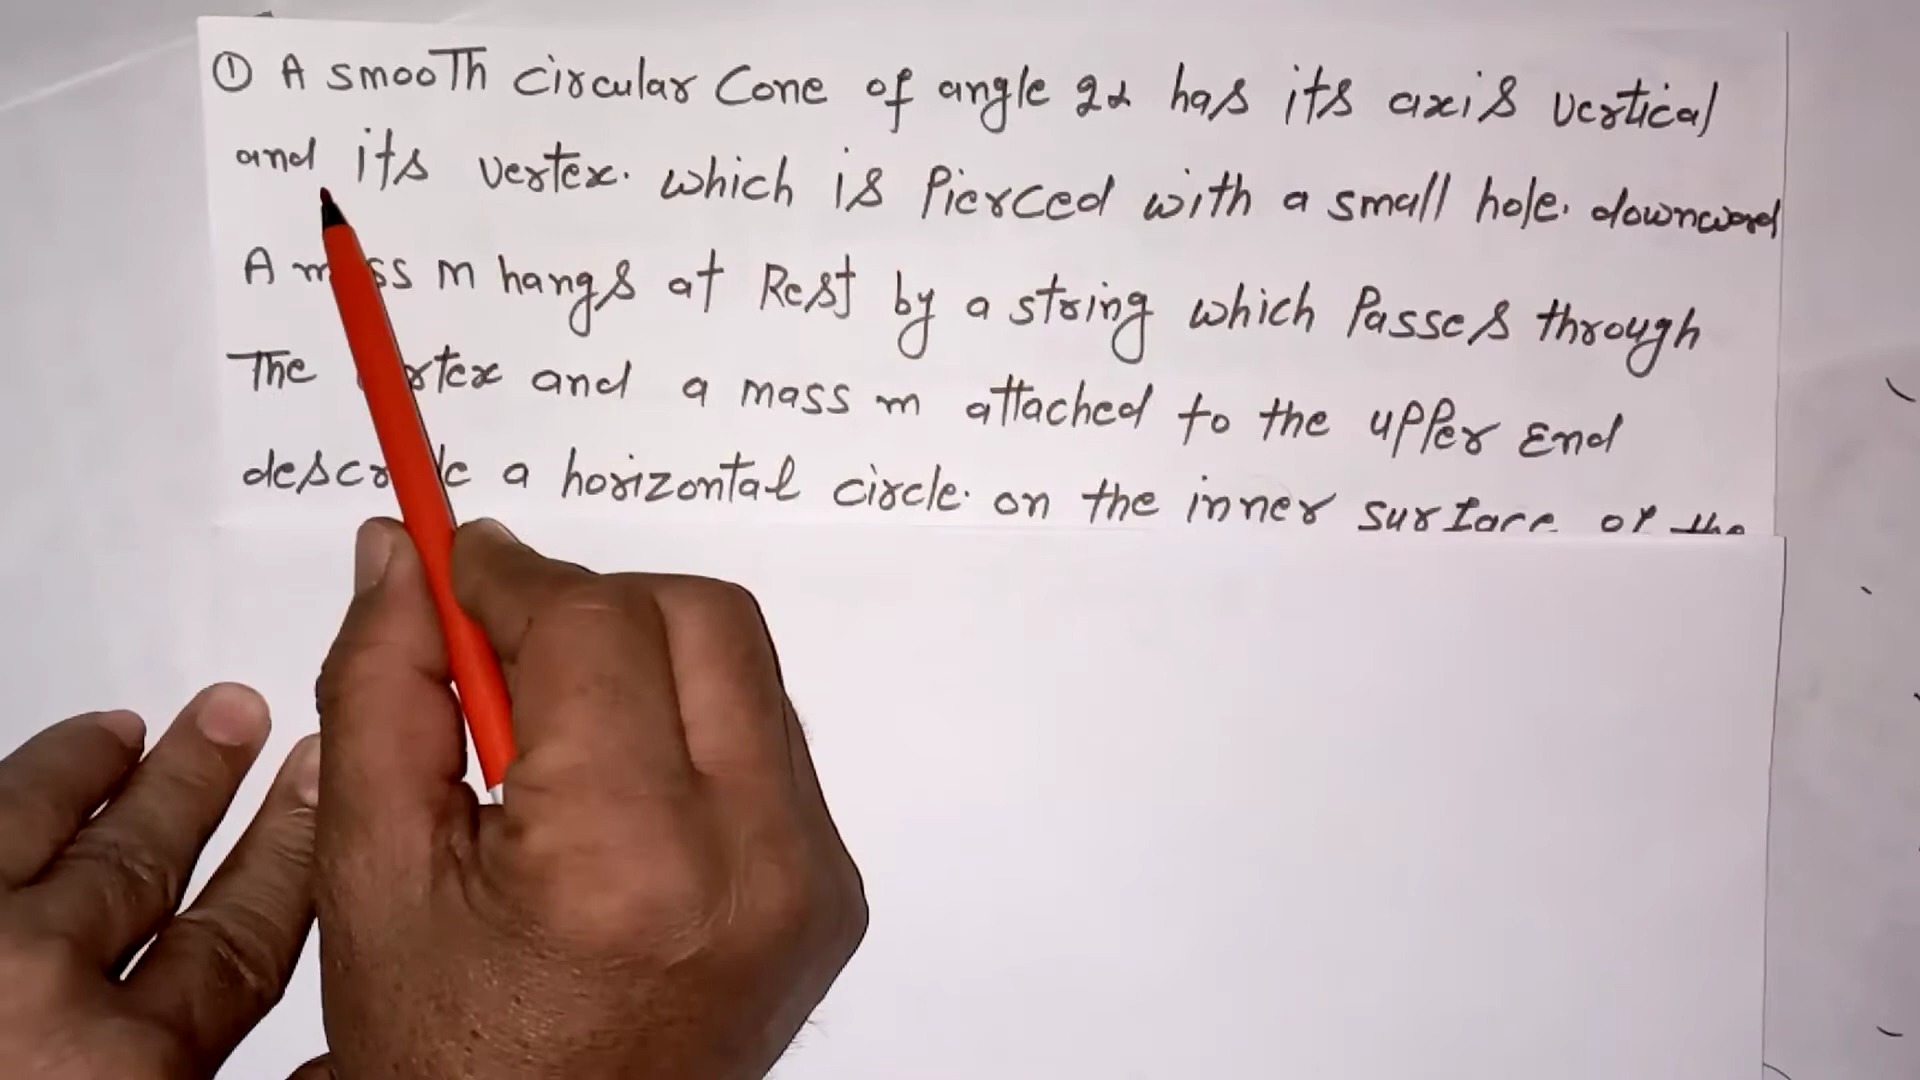 ① A smooth circular Cone of angle 2α has its axis vertical
and its vertex. which is Pierced with a small hole. downward
A mass M hangs at Rest by a string which Passes through
The vertex and a mass m attached to the upper End
describe a horizontal circle. on the inner surface of the